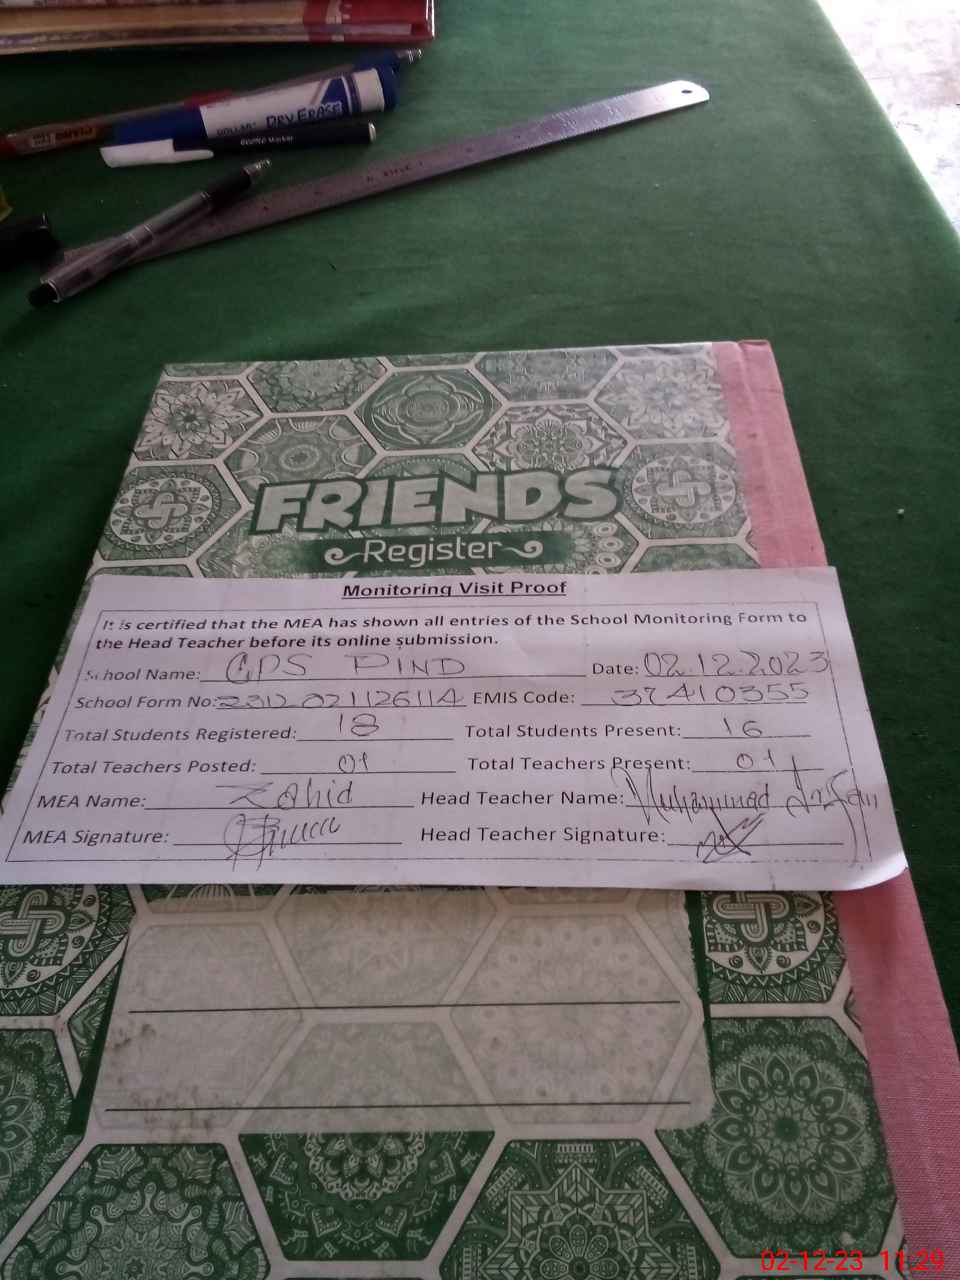 DOLLAR DRY ERASE
FRIENDS
Register
Monitoring Visit Proof
It is certified that the MEA has shown all entries of the School Monitoring Form to
the Head Teacher before its online submission.
School Name: GPS PIND Date: 02.12.2023
School Form No: 2312021126114 EMIS Code: 37410355
Total Students Registered: 18 Total Students Present: 16
Total Teachers Posted: 01 Total Teachers Present: 01
MEA Name: Zahid Head Teacher Name: Muhammad
MEA Signature: Head Teacher Signature:
02-12-23 11:29